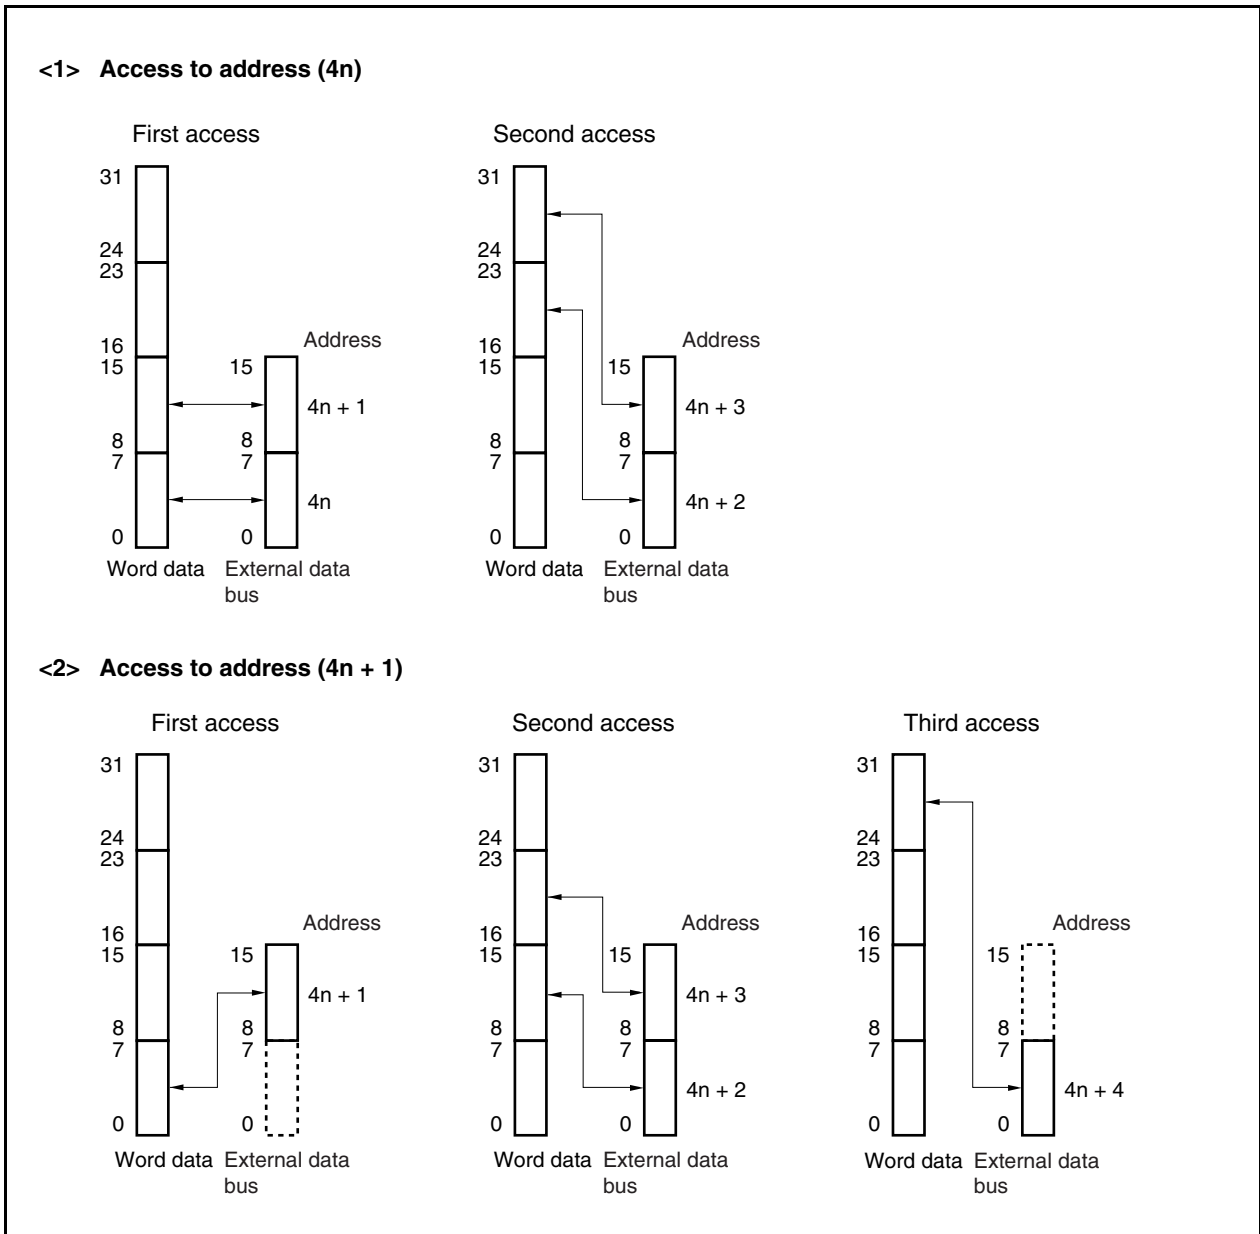 <1> Access to address (4n)
First access
Second access
31
24
23
16
15
8
7
0
Address
15
8
7
0
4n + 1
4n
Word data
External data
bus
31
24
23
16
15
8
7
0
Address
15
8
7
0
4n + 3
4n + 2
Word data
External data
bus
<2> Access to address (4n + 1)
First access
Second access
Third access
31
24
23
16
15
8
7
0
Address
15
8
7
0
4n + 1
Word data
External data
bus
31
24
23
16
15
8
7
0
Address
15
8
7
0
4n + 3
4n + 2
Word data
External data
bus
31
24
23
16
15
8
7
0
Address
15
8
7
0
4n + 4
Word data
External data
bus